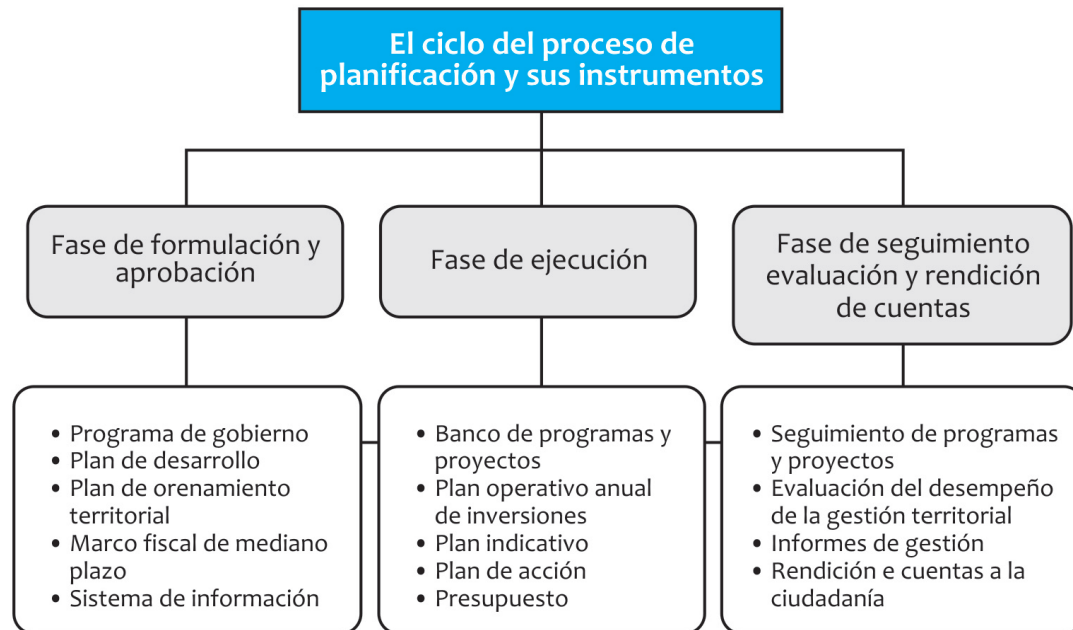 El ciclo del proceso de
planificación y sus instrumentos
Fase de formulación y
aprobación
Fase de ejecución
Fase de seguimiento
evaluación y rendición
de cuentas
• Programa de gobierno
• Plan de desarrollo
• Plan de orenamiento
territorial
• Marco fiscal de mediano
plazo
• Sistema de información
• Banco de programas y
proyectos
• Plan operativo anual
de inversiones
• Plan indicativo
• Plan de acción
• Presupuesto
• Seguimiento de programas
y proyectos
• Evaluación del desempeño
de la gestión territorial
• Informes de gestión
• Rendición e cuentas a la
ciudadanía